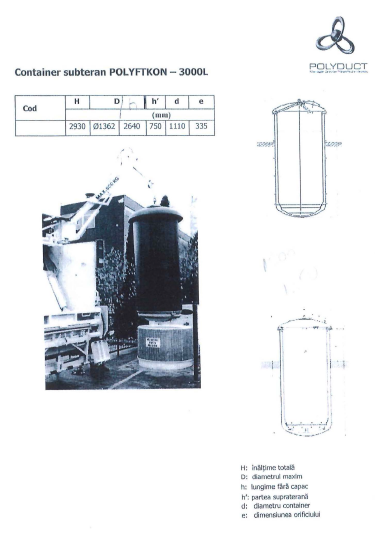 POLYDUCT
Container subteran POLYFTKON – 3000L
Cod H D h h' d e
(mm)
2930 Ø1362 2640 750 1110 335
H: înălțime totală
D: diametrul maxim
h: lungime fără capac
h': partea supraterană
d: diametru container
e: dimensiunea orificiului